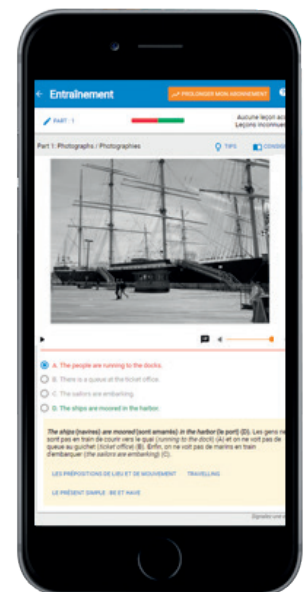 Entraînement
PROLONGER MON ABONNEMENT
PART 1
Aucune leçon
Leçons inconnues
Part 1: Photographs / Photographies
TIPS
CONSIG
A. The people are running to the docks.
B. There is a queue at the ticket office.
C. The sailors are embarking.
D. The ships are moored in the harbor.
The ships (navires) are moored (sont amarrés) in the harbor (le port) (D). Les gens ne
sont pas en train de courir vers le quai (running to the dock) (A) et on ne voit pas de
queue au guichet (ticket office) (B). Enfin, on ne voit pas de marins en train
d'embarquer (the sailors are embarking) (C).
LES PRÉPOSITIONS DE LIEU ET DE MOUVEMENT
TRAVELLING
LE PRÉSENT SIMPLE : BE ET HAVE
Signalez une